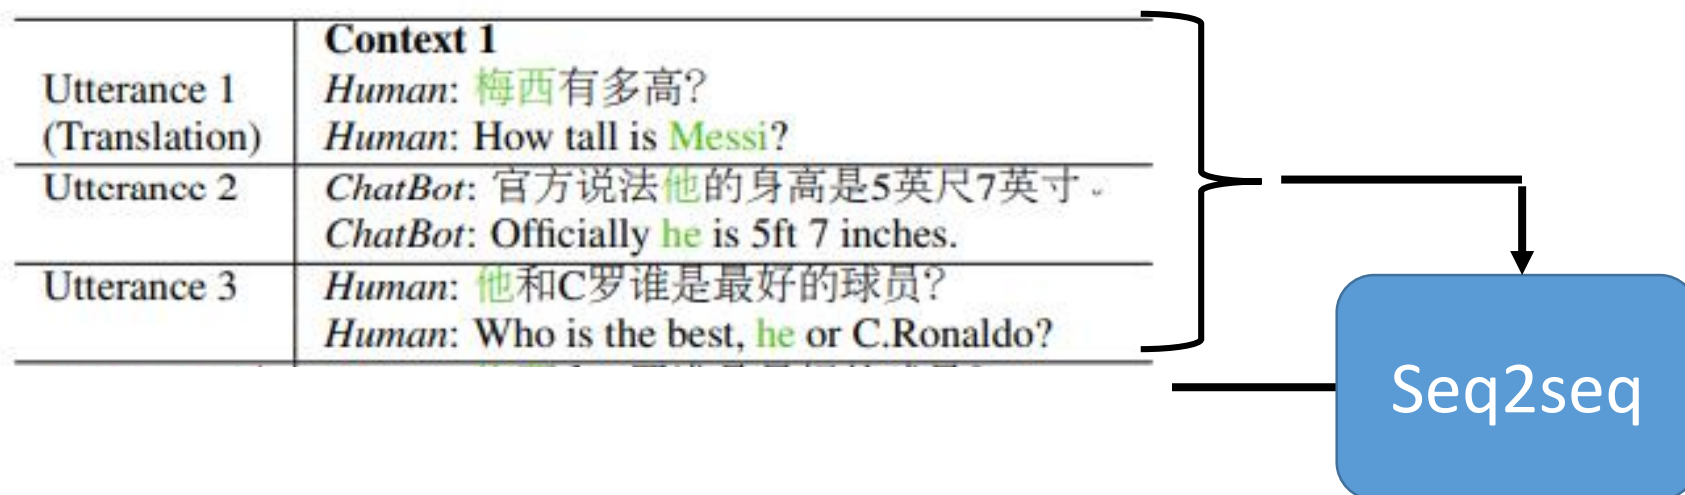 Context 1
Utterance 1
Human: 梅西有多高?
(Translation)
Human: How tall is Messi?
Utterance 2
ChatBot: 官方说法他的身高是5英尺7英寸。
ChatBot: Officially he is 5ft 7 inches.
Utterance 3
Human: 他和C罗谁是最好的球员?
Human: Who is the best, he or C.Ronaldo?
Seq2seq